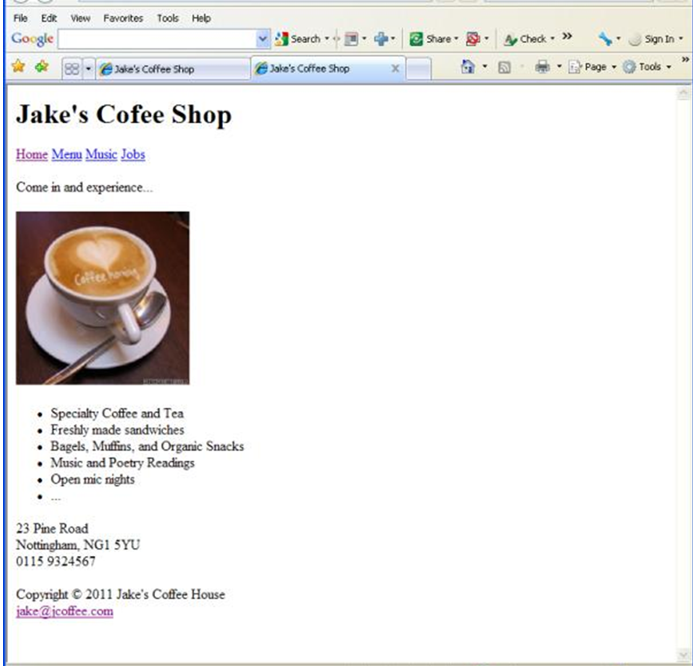 File Edit View Favorites Tools Help
Google Search Share Check » Sign In
Jake's Coffee Shop Jake's Coffee Shop Page Tools »
Jake's Cofee Shop
Home Menu Music Jobs
Come in and experience...
• Specialty Coffee and Tea
• Freshly made sandwiches
• Bagels, Muffins, and Organic Snacks
• Music and Poetry Readings
• Open mic nights
• ...
23 Pine Road
Nottingham, NG1 5YU
0115 9324567
Copyright © 2011 Jake's Coffee House
jake@jcoffee.com